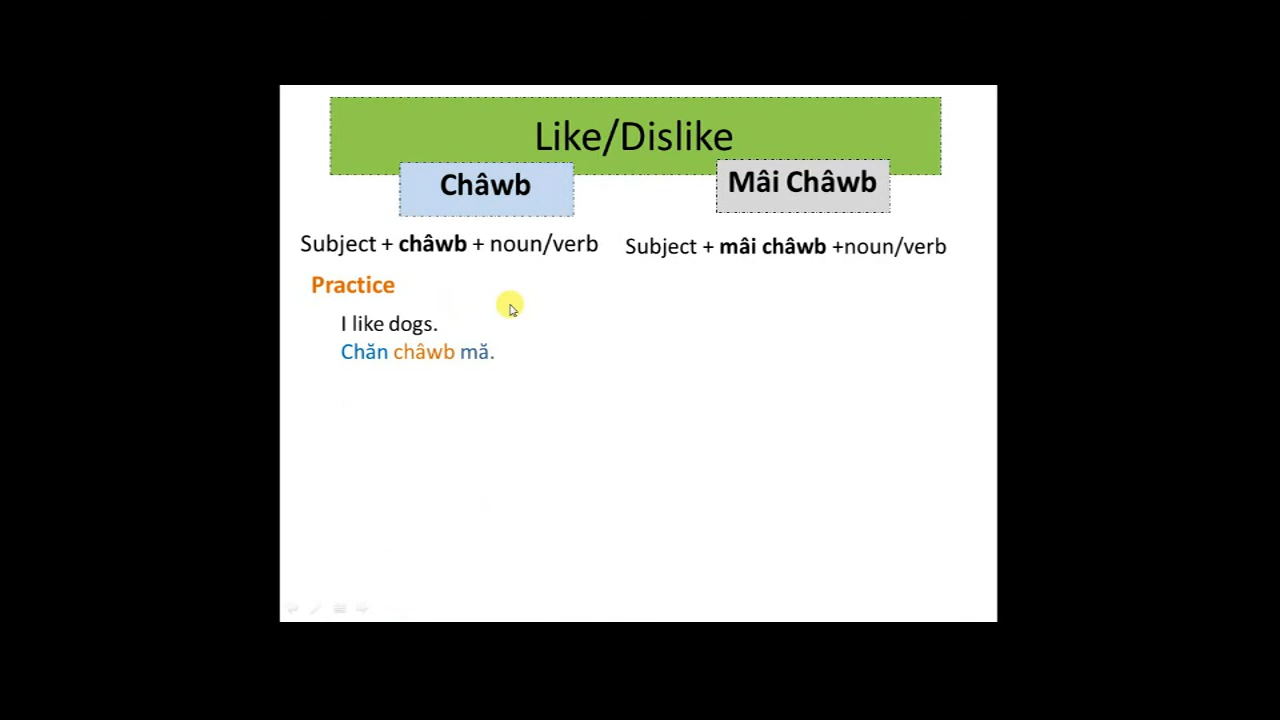 Like/Dislike
Châwb
Mâi Châwb
Subject + châwb + noun/verb
Subject + mâi châwb +noun/verb
Practice
I like dogs.
Chăn châwb mă.